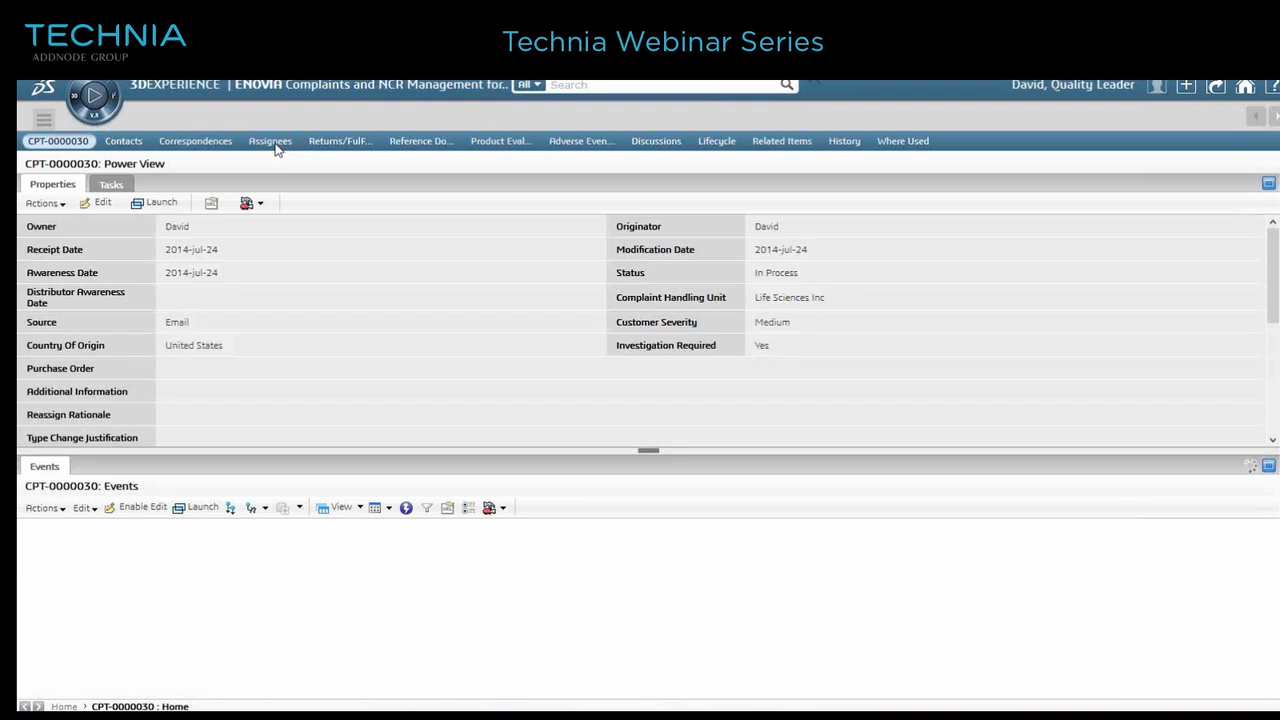 TECHNIA
ADDNODE GROUP
Technia Webinar Series
3DEXPERIENCE | ENOVIA Complaints and NCR Management for.. All Search David, Quality Leader
CPT-0000030 Contacts Correspondences Assignees Returns/Fulf... Reference Do... Product Eval... Adverse Even... Discussions Lifecycle Related Items History Where Used
CPT-0000030: Power View
Properties Tasks
Actions Edit Launch
Owner David Originator David
Receipt Date 2014-jul-24 Modification Date 2014-jul-24
Awareness Date 2014-jul-24 Status In Process
Distributor Awareness
Date Complaint Handling Unit Life Sciences Inc
Source Email Customer Severity Medium
Country Of Origin United States Investigation Required Yes
Purchase Order
Additional Information
Reassign Rationale
Type Change Justification
Events
CPT-0000030: Events
Actions Edit Enable Edit Launch View
Home CPT-0000030 : Home